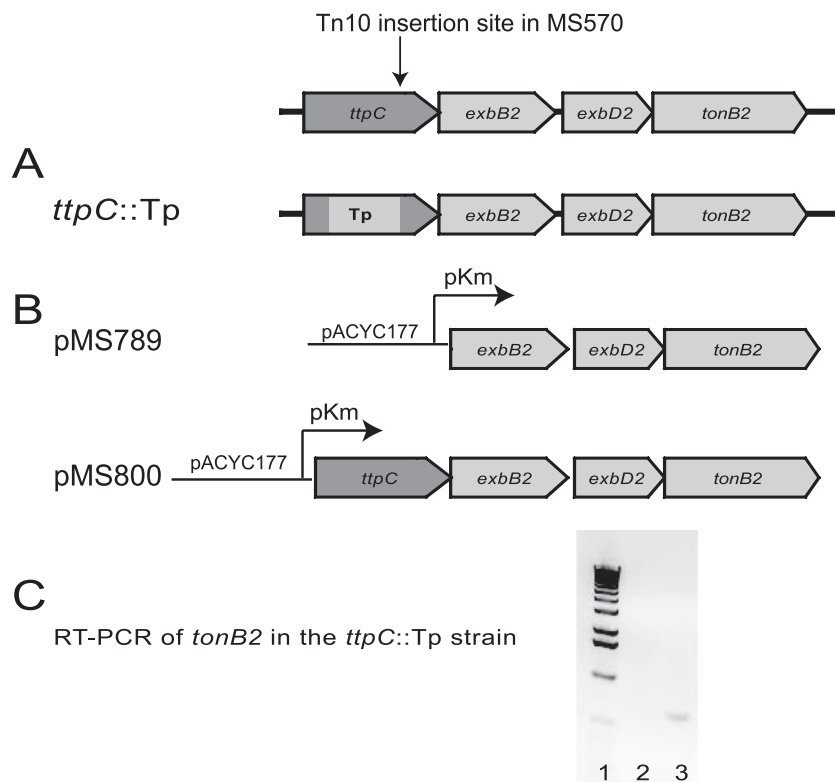 Tn10 insertion site in MS570
ttpC exbB2 exbD2 tonB2
A
ttpC::Tp
Tp exbB2 exbD2 tonB2
B
pKm
pMS789
pACYC177
exbB2 exbD2 tonB2
pKm
pMS800
pACYC177
ttpC exbB2 exbD2 tonB2
C
RT-PCR of tonB2 in the ttpC::Tp strain
1 2 3